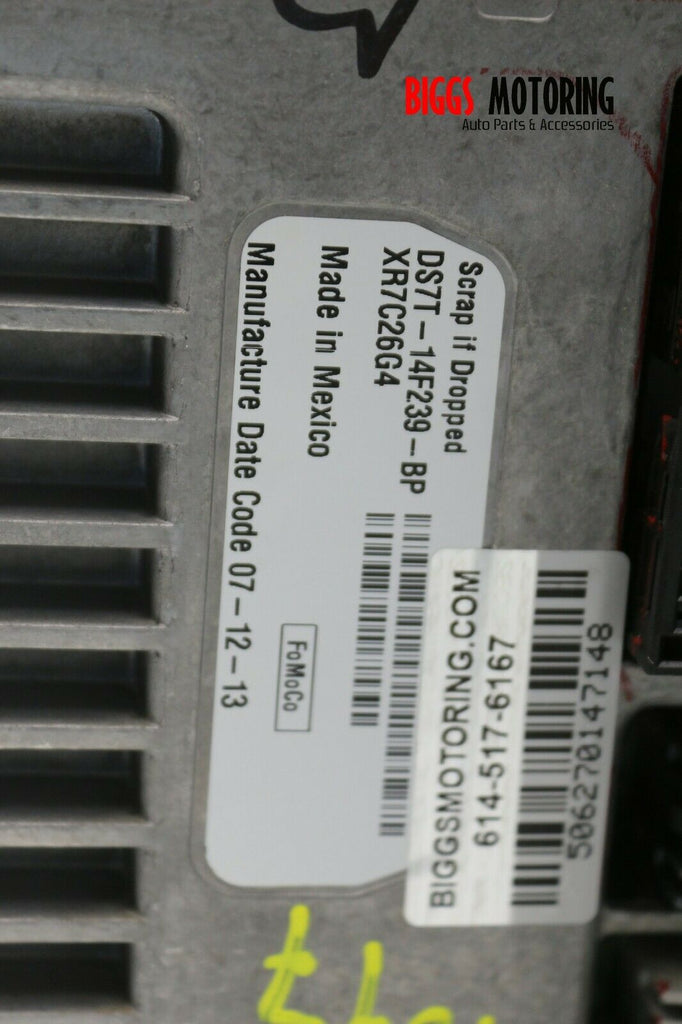 BIGGS MOTORING
Auto Parts & Accessories
Scrap if Dropped
DS7T-14F239-BP
XR7C26G4
Made in Mexico
FoMoCo
Manufacture Date Code 07-12-13
BIGGSMOTORING.COM
614-517-6167
506270147148